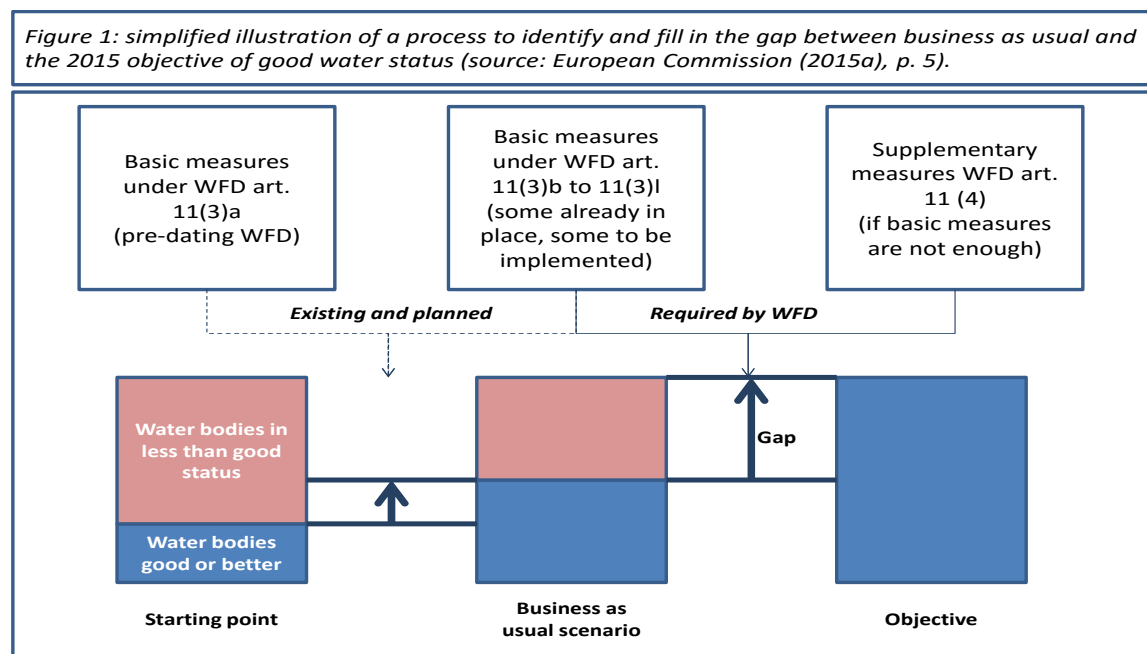 Figure 1: simplified illustration of a process to identify and fill in the gap between business as usual and
the 2015 objective of good water status (source: European Commission (2015a), p. 5).
Basic measures
under WFD art.
11(3)a
(pre-dating WFD)
Basic measures
under WFD art.
11(3)b to 11(3)l
(some already in
place, some to be
implemented)
Supplementary
measures WFD art.
11 (4)
(if basic measures
are not enough)
Existing and planned
Required by WFD
Water bodies in
less than good
status
Water bodies
good or better
Gap
Starting point
Business as
usual scenario
Objective